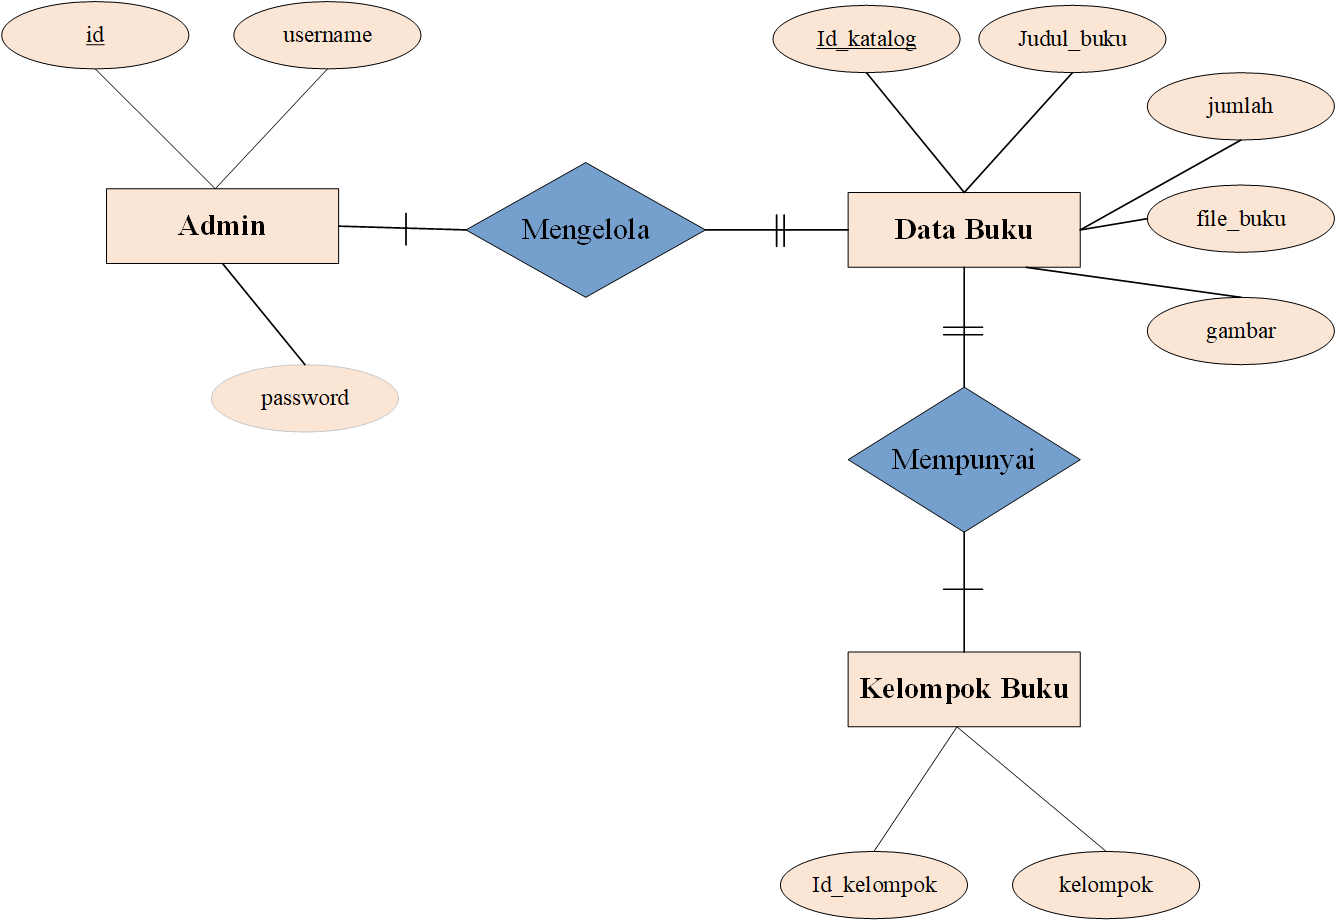 id
username
Id_katalog
Judul_buku
jumlah
Admin
Mengelola
Data Buku
file_buku
gambar
password
Mempunyai
Kelompok Buku
Id_kelompok
kelompok